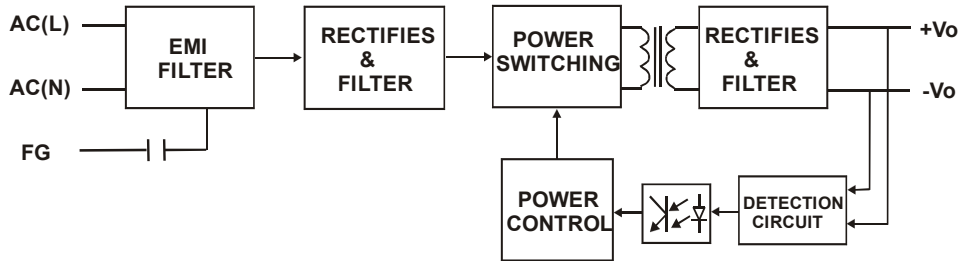 AC(L)
AC(N)
FG
EMI
FILTER
RECTIFIES
&
FILTER
POWER
SWITCHING
RECTIFIES
&
FILTER
+Vo
-Vo
POWER
CONTROL
DETECTION
CIRCUIT